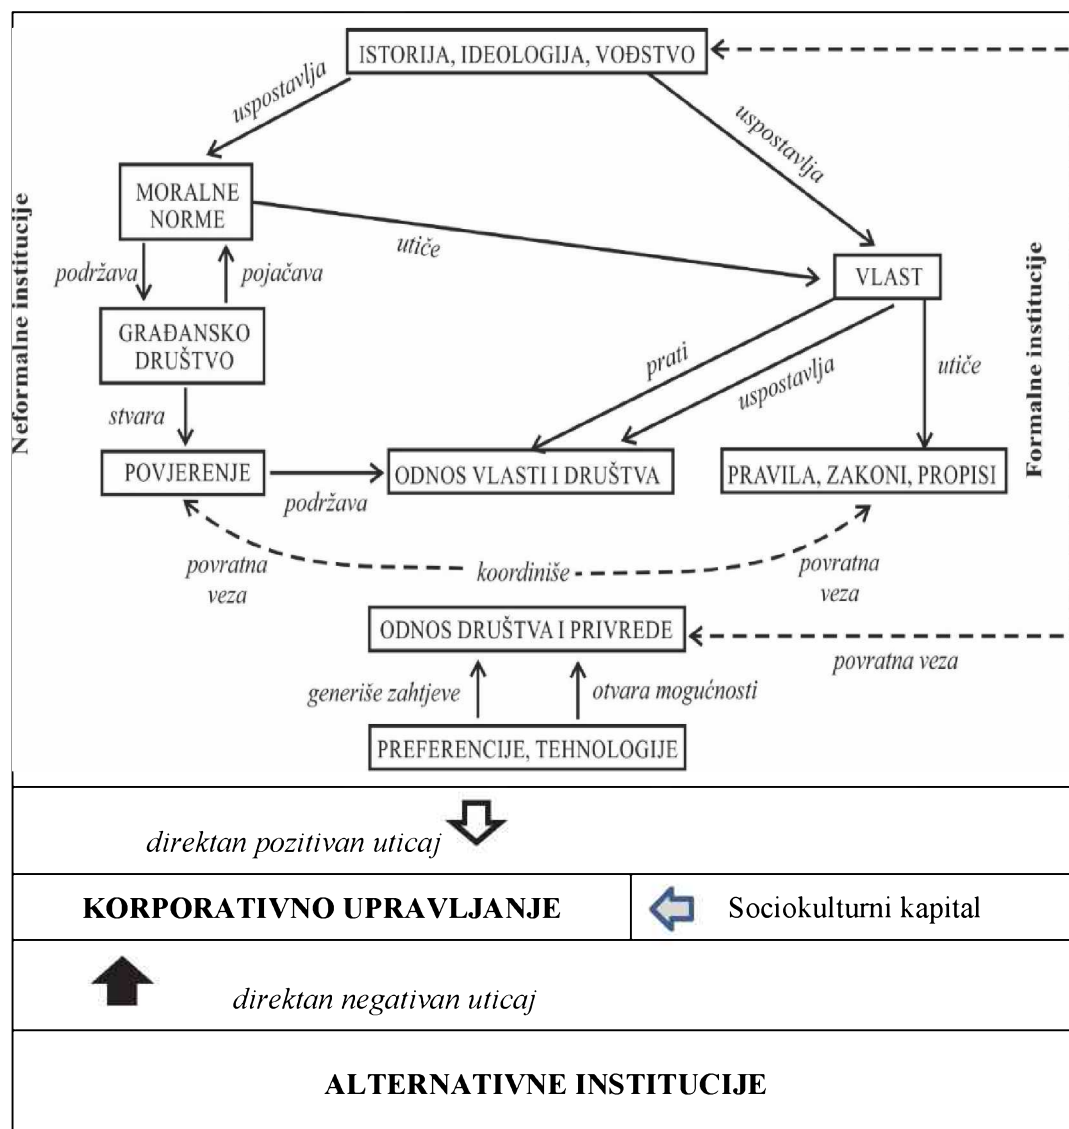 ISTORIJA, IDEOLOGIJA, VOĐSTVO
uspostavlja
uspostavlja
Neformalne institucije
MORALNE
NORME
utiče
Formalne institucije
podržava
pojačava
VLAST
GRAĐANSKO
DRUŠTVO
prati
uspostavlja
utiče
stvara
POVJERENJE
ODNOS VLASTI I DRUŠTVA
PRAVILA, ZAKONI, PROPISI
podržava
povratna
veza
koordiniše
povratna
veza
ODNOS DRUŠTVA I PRIVREDE
povratna veza
generiše zahtjeve
otvara mogućnosti
PREFERENCIJE, TEHNOLOGIJE
direktan pozitivan uticaj
KORPORATIVNO UPRAVLJANJE
Sociokulturni kapital
direktan negativan uticaj
ALTERNATIVNE INSTITUCIJE